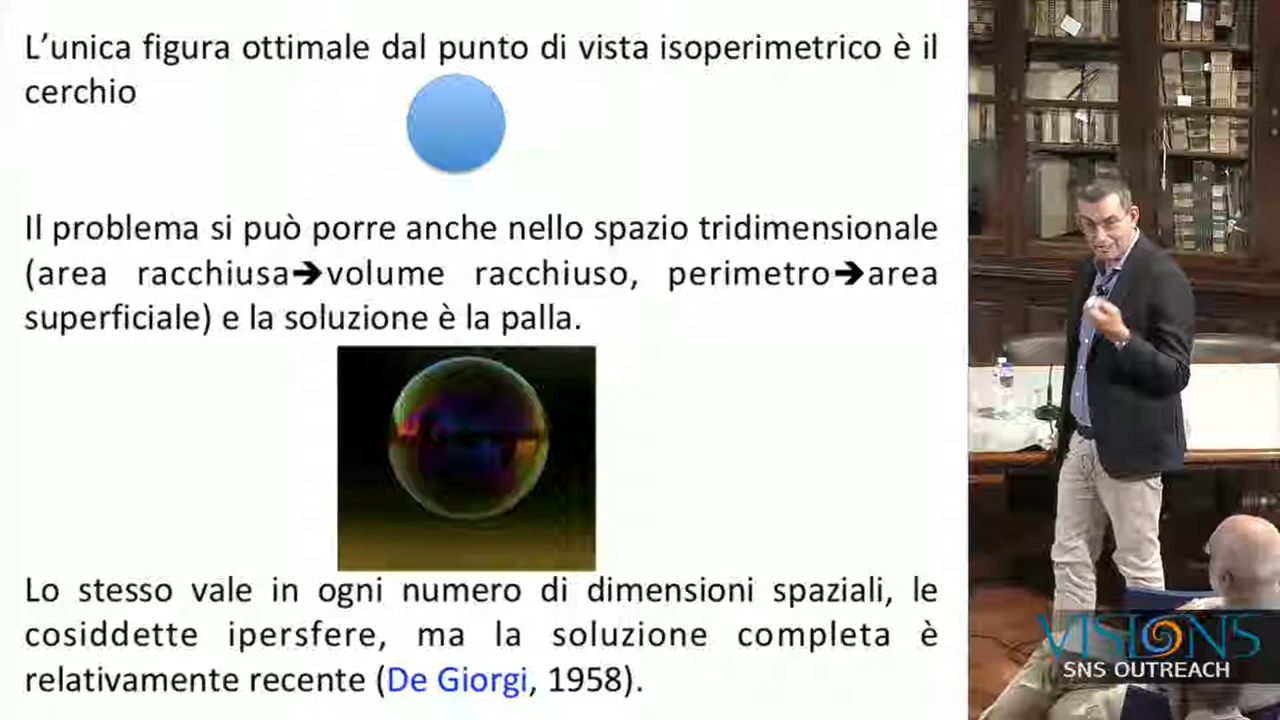 L'unica figura ottimale dal punto di vista isoperimetrico è il
cerchio
Il problema si può porre anche nello spazio tridimensionale
(area racchiusa➔volume racchiuso, perimetro➔area
superficiale) e la soluzione è la palla.
Lo stesso vale in ogni numero di dimensioni spaziali, le
cosiddette ipersfere, ma la soluzione completa è
relativamente recente (De Giorgi, 1958).
VISIONS
SNS OUTREACH